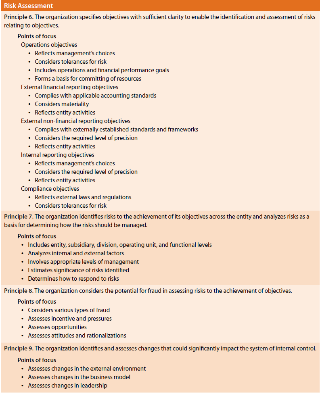 Risk Assessment
Principle 6. The organization specifies objectives with sufficient clarity to enable the identification and assessment of risks
relating to objectives.
Points of focus
Operations objectives
• Reflects management's choices
• Considers tolerances for risk
• Includes operations and financial performance goals
• Forms a basis for committing of resources
External financial reporting objectives
• Complies with applicable accounting standards
• Considers materiality
• Reflects entity activities
External non-financial reporting objectives
• Complies with externally established standards and frameworks
• Considers the required level of precision
• Reflects entity activities
Internal reporting objectives
• Reflects management's choices
• Considers the required level of precision
• Reflects entity activities
Compliance objectives
• Reflects external laws and regulations
• Considers tolerances for risk
Principle 7. The organization identifies risks to the achievement of its objectives across the entity and analyzes risks as a
basis for determining how the risks should be managed.
Points of focus
• Includes entity, subsidiary, division, operating unit, and functional levels
• Analyzes internal and external factors
• Involves appropriate levels of management
• Estimates significance of risks identified
• Determines how to respond to risks
Principle 8. The organization considers the potential for fraud in assessing risks to the achievement of objectives.
Points of focus
• Considers various types of fraud
• Assesses incentive and pressures
• Assesses opportunities
• Assesses attitudes and rationalizations
Principle 9. The organization identifies and assesses changes that could significantly impact the system of internal control.
Points of focus
• Assesses changes in the external environment
• Assesses changes in the business model
• Assesses changes in leadership